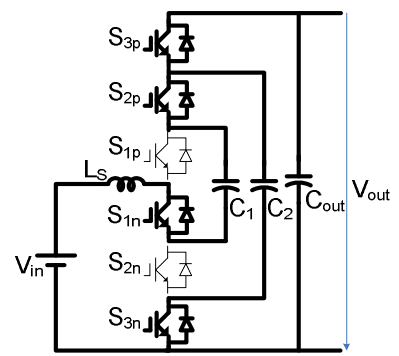 S3p
S2p
S1p
LS
S1n
C1
C2
Cout
Vout
Vin
S2n
S3n